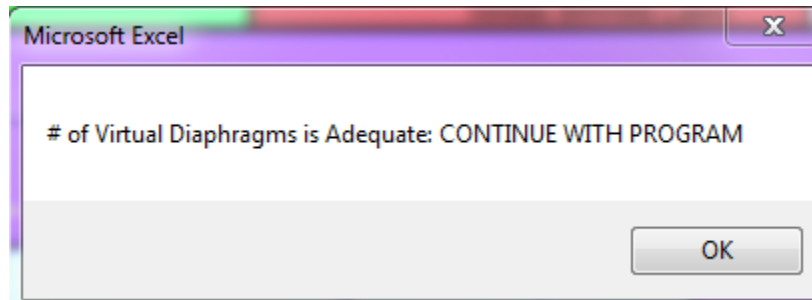 Microsoft Excel
# of Virtual Diaphragms is Adequate: CONTINUE WITH PROGRAM
OK